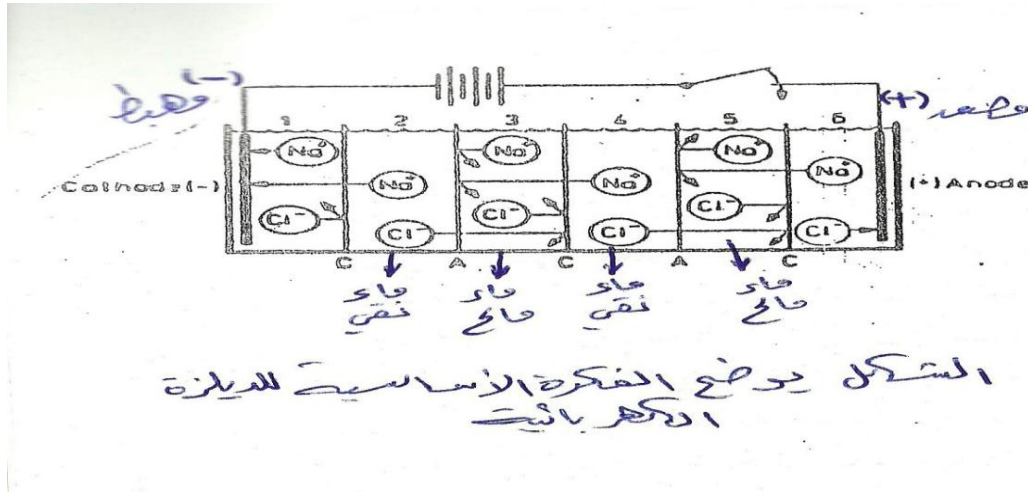 (-) مهبط
(+) مصعد
1 2 3 4 5 6
Na+ Na+ Na+
Cathode (-) Na+ Na+ Na+ (+) Anode
Cl- Cl- Cl-
Cl- Cl- Cl-
C A C A C
ماء نقي
ماء مالح
ماء نقي
ماء مالح
الشكل يوضح الفكرة الأساسية للديلزة
الكهربائية